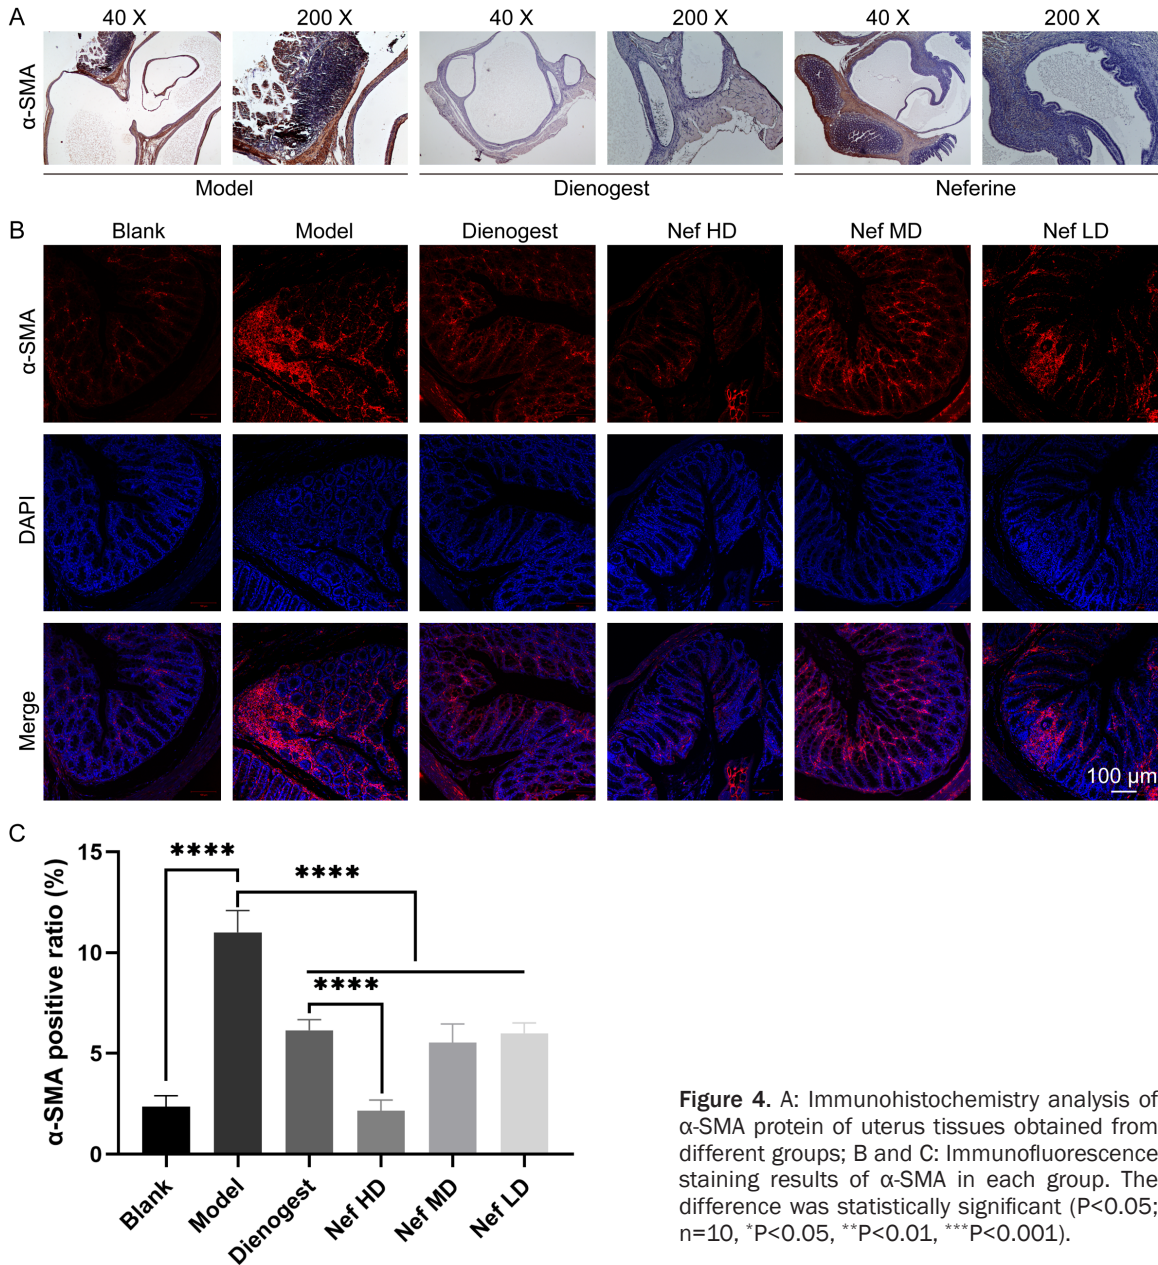 A
40 X 200 X 40 X 200 X 40 X 200 X
α-SMA
Model Dienogest Neferine
B
Blank Model Dienogest Nef HD Nef MD Nef LD
α-SMA
DAPI
Merge
100 µm
C
α-SMA positive ratio (%)
15
10
5
0
**** ****
****
Blank Model Dienogest Nef HD Nef MD Nef LD
Figure 4. A: Immunohistochemistry analysis of
α-SMA protein of uterus tissues obtained from
different groups; B and C: Immunofluorescence
staining results of α-SMA in each group. The
difference was statistically significant (P<0.05;
n=10, *P<0.05, **P<0.01, ***P<0.001).